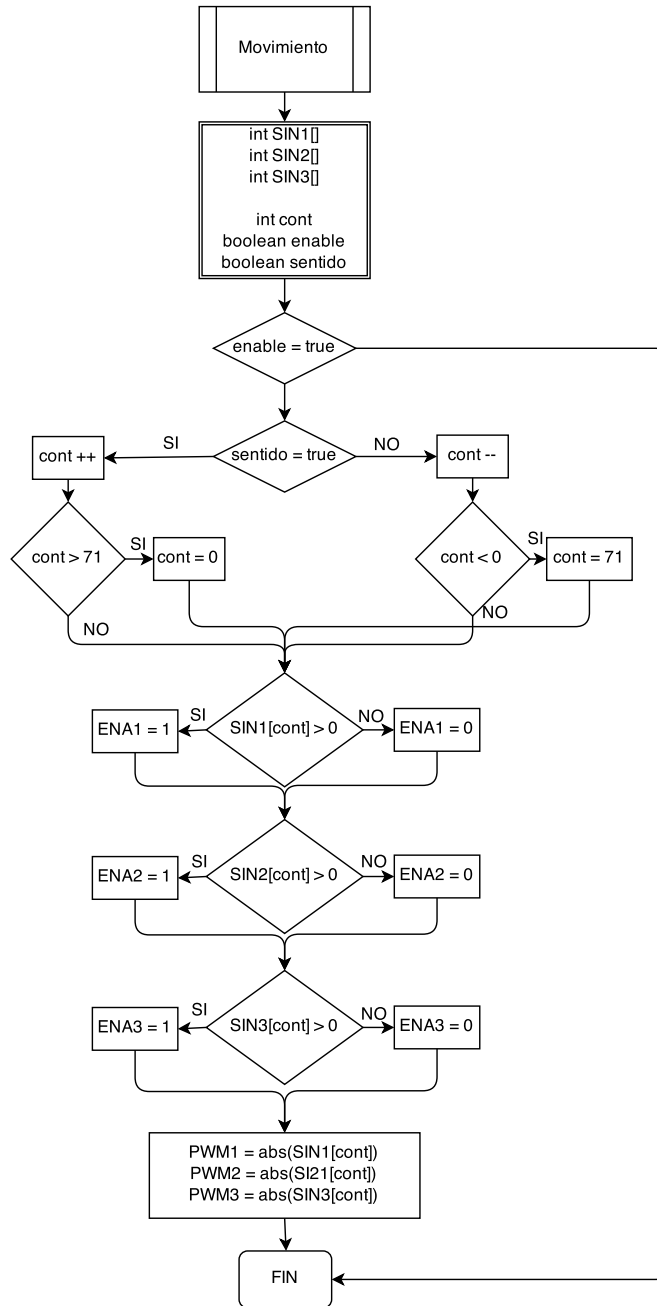 Movimiento
int SIN1[]
int SIN2[]
int SIN3[]
int cont
boolean enable
boolean sentido
enable = true
SI
NO
cont ++
sentido = true
cont --
cont > 71
SI
cont = 0
cont < 0
SI
cont = 71
NO
NO
ENA1 = 1
SI
SIN1[cont] > 0
NO
ENA1 = 0
ENA2 = 1
SI
SIN2[cont] > 0
NO
ENA2 = 0
ENA3 = 1
SI
SIN3[cont] > 0
NO
ENA3 = 0
PWM1 = abs(SIN1[cont])
PWM2 = abs(SI21[cont])
PWM3 = abs(SIN3[cont])
FIN